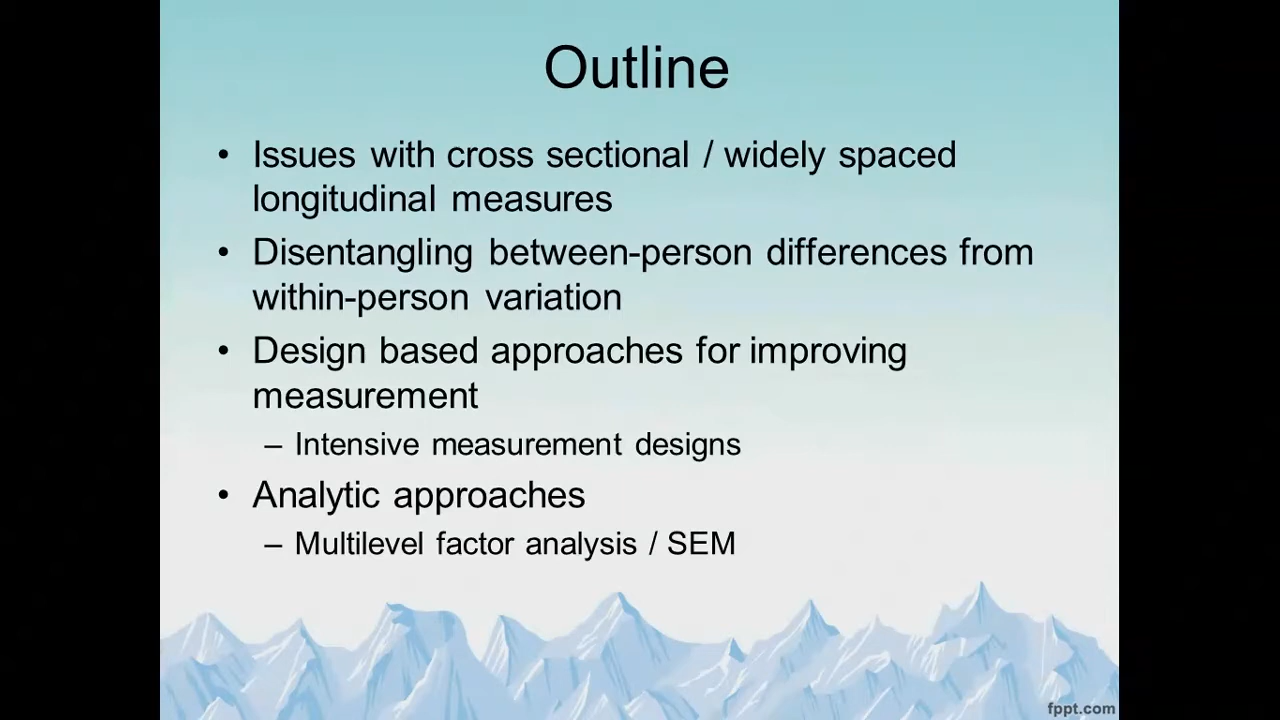 Outline
• Issues with cross sectional / widely spaced
longitudinal measures
• Disentangling between-person differences from
within-person variation
• Design based approaches for improving
measurement
– Intensive measurement designs
• Analytic approaches
– Multilevel factor analysis / SEM
fppt.com